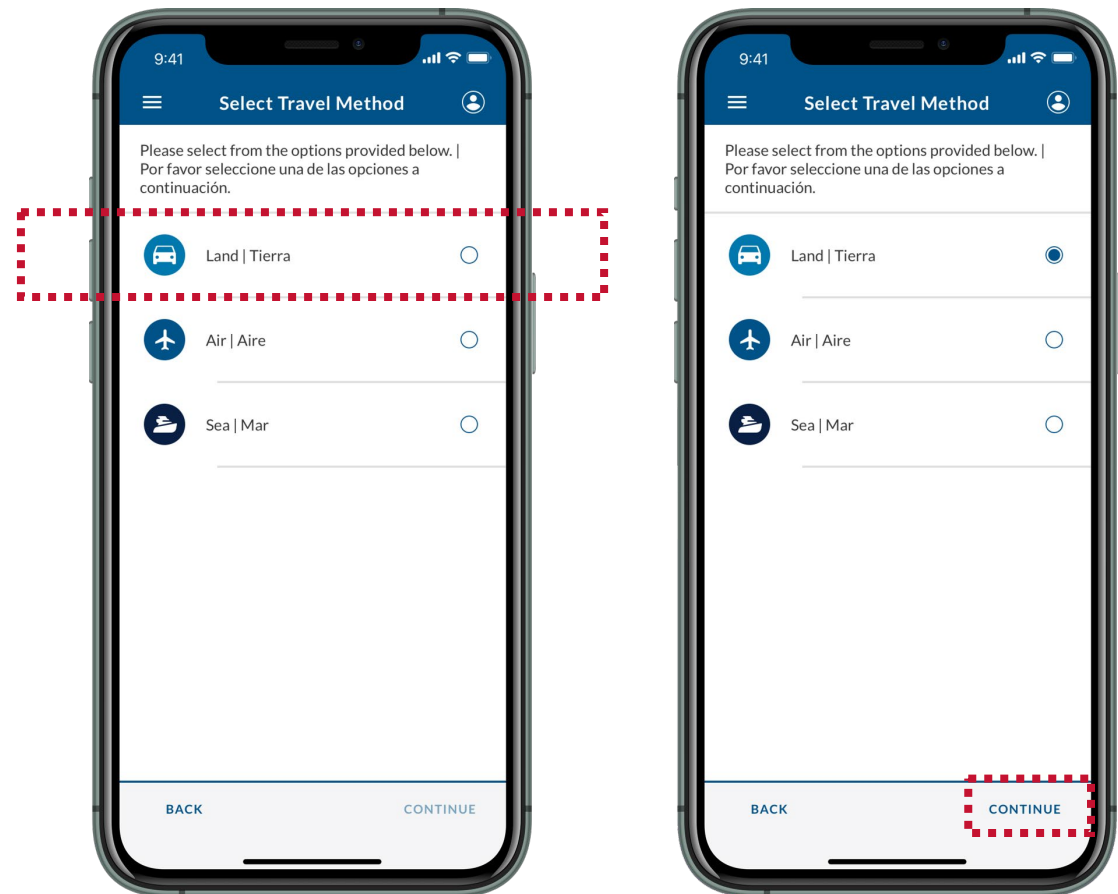 9:41
Select Travel Method
Please select from the options provided below. |
Por favor seleccione una de las opciones a
continuación.
Land | Tierra
Air | Aire
Sea | Mar
BACK CONTINUE
9:41
Select Travel Method
Please select from the options provided below. |
Por favor seleccione una de las opciones a
continuación.
Land | Tierra
Air | Aire
Sea | Mar
BACK CONTINUE